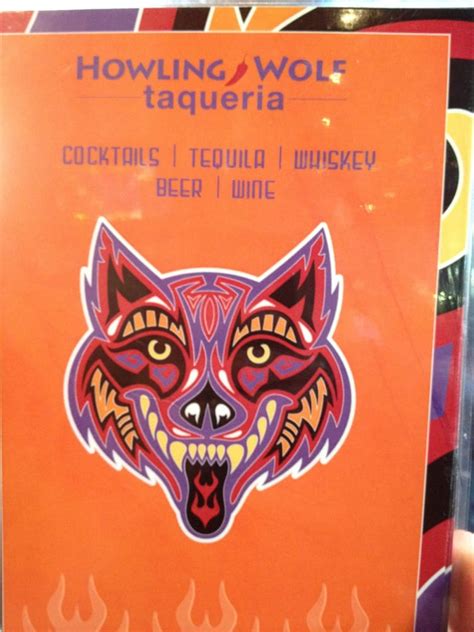 HOWLING WOLF
taqueria
COCKTAILS | TEQUILA | WHISKEY
BEER | WINE